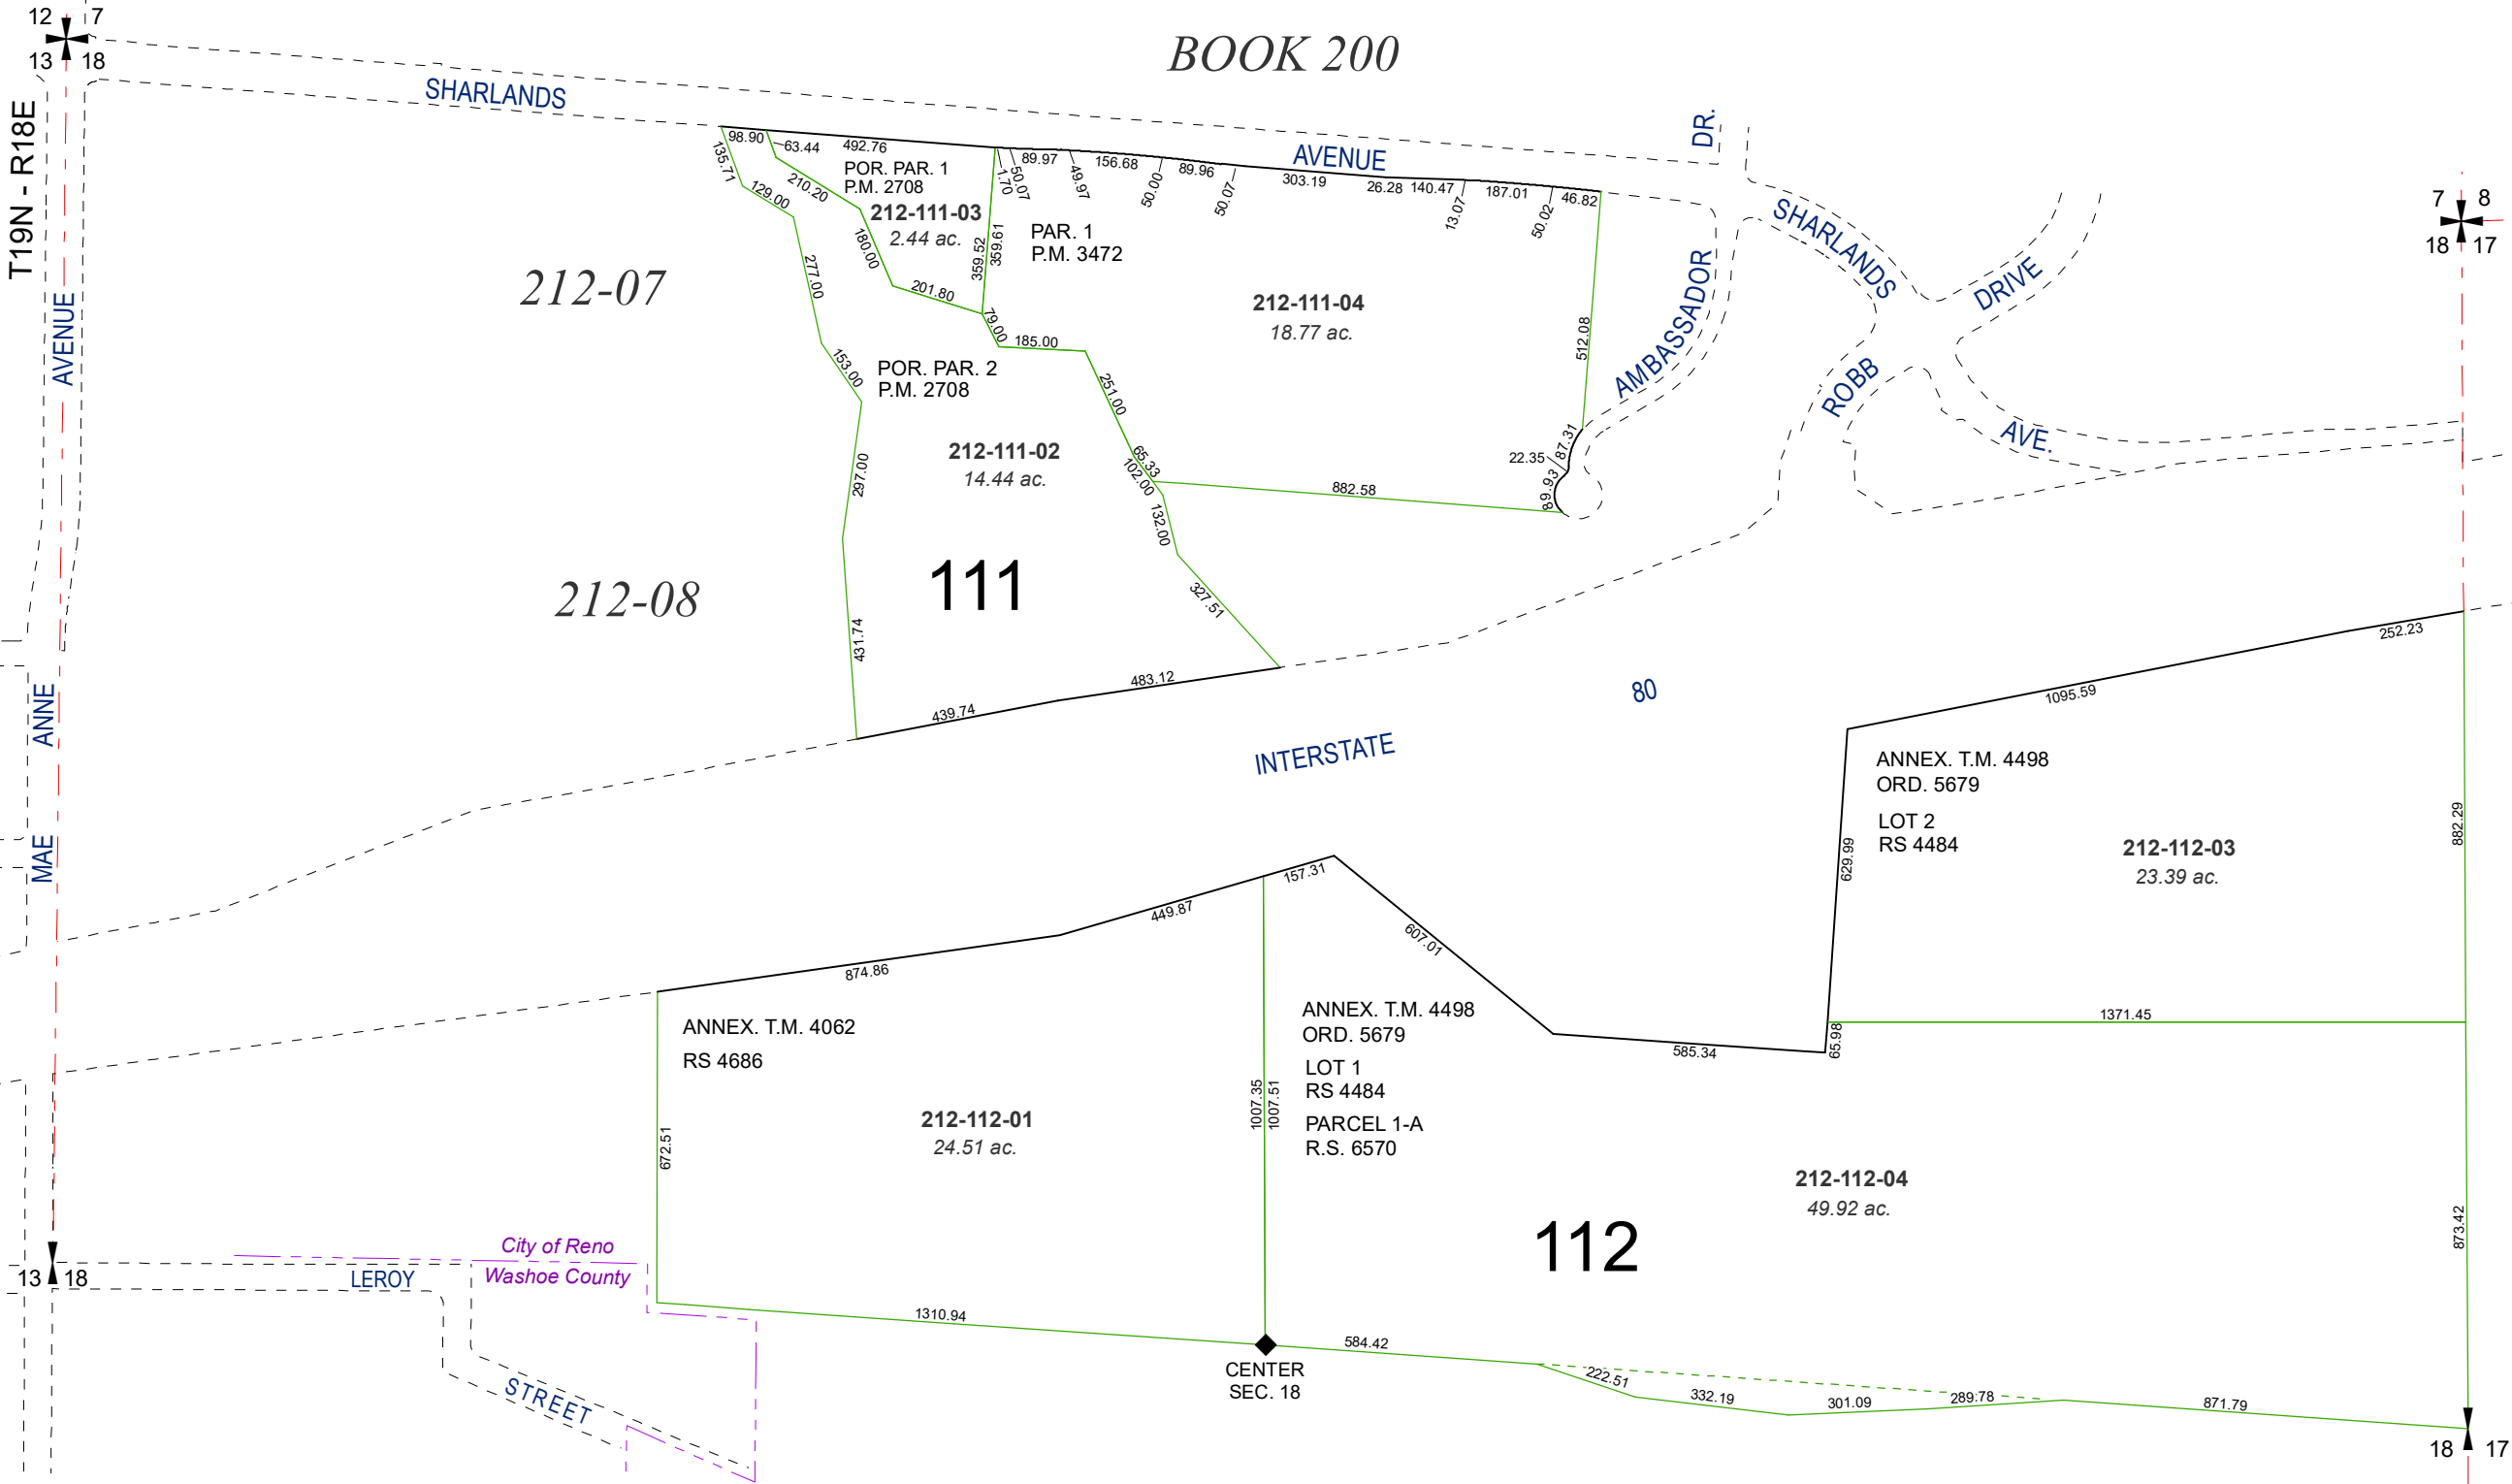 BOOK 200
12 7
13 18
T19N - R18E
SHARLANDS
AVENUE
DR.
7 8
18 17
98.90
63.44
492.76
135.71
129.00
210.20
POR. PAR. 1
P.M. 2708
212-111-03
2.44 ac.
180.00
201.80
359.52
359.61
1.70
50.07
89.97
49.97
156.68
50.00
89.96
50.07
303.19
26.28
140.47
13.07
187.01
50.02
46.82
PAR. 1
P.M. 3472
212-111-04
18.77 ac.
512.08
AMBASSADOR
SHARLANDS
DRIVE
ROBB
AVE.
212-07
AVENUE
277.00
153.00
79.00
185.00
POR. PAR. 2
P.M. 2708
251.00
212-111-02
14.44 ac.
297.00
65.33
102.00
132.00
882.58
22.35
87.31
89.93
212-08
111
327.51
431.74
439.74
483.12
ANNE
MAE
INTERSTATE
80
252.23
1095.59
ANNEX. T.M. 4498
ORD. 5679
LOT 2
RS 4484
212-112-03
23.39 ac.
629.99
882.29
1371.45
65.98
157.31
449.87
874.86
607.01
585.34
ANNEX. T.M. 4062
RS 4686
212-112-01
24.51 ac.
672.51
1007.35
1007.51
ANNEX. T.M. 4498
ORD. 5679
LOT 1
RS 4484
PARCEL 1-A
R.S. 6570
212-112-04
49.92 ac.
112
873.42
City of Reno
Washoe County
13 18
LEROY
STREET
1310.94
CENTER
SEC. 18
584.42
222.51
332.19
301.09
289.78
871.79
18 17